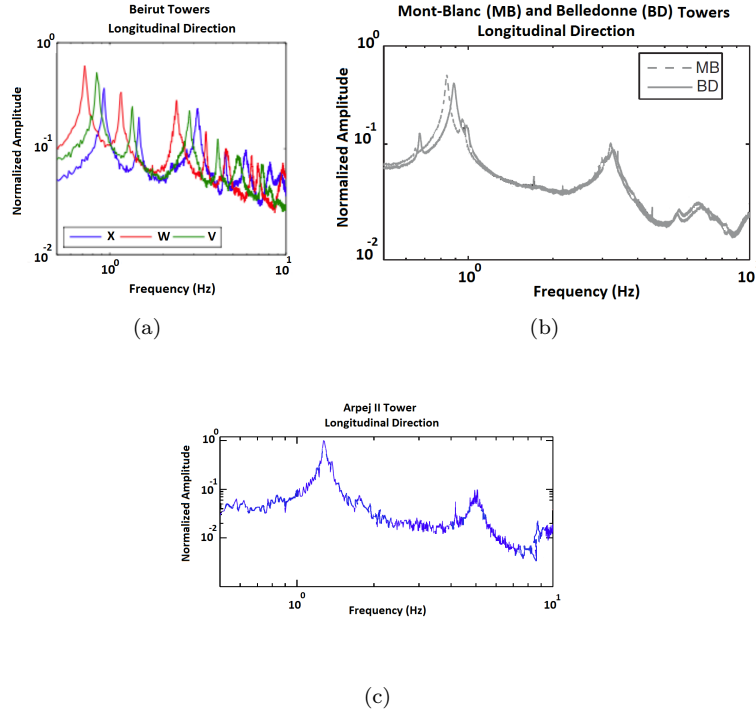 Beirut Towers
Longitudinal Direction
Normalized Amplitude
10^0
10^-1
10^-2
X W V
10^0 10^1
Frequency (Hz)
(a)
Mont-Blanc (MB) and Belledonne (BD) Towers
Longitudinal Direction
Normalized Amplitude
10^0
10^-1
10^-2
MB
BD
10^0 10
Frequency (Hz)
(b)
Arpej II Tower
Longitudinal Direction
Normalized Amplitude
10^0
10^-1
10^-2
10^0 10^1
Frequency (Hz)
(c)